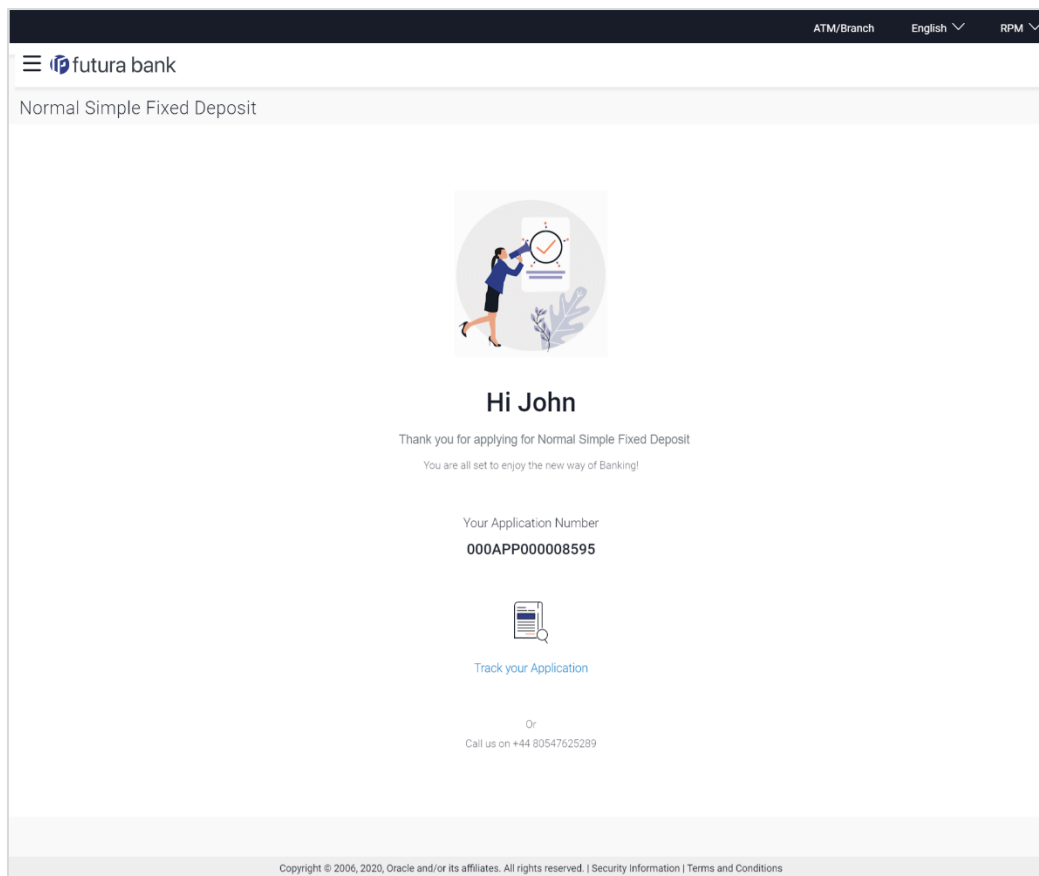 ATM/Branch English RPM
futura bank
Normal Simple Fixed Deposit
Hi John
Thank you for applying for Normal Simple Fixed Deposit
You are all set to enjoy the new way of Banking!
Your Application Number
000APP000008595
Track your Application
Or
Call us on +44 80547625289
Copyright © 2006, 2020, Oracle and/or its affiliates. All rights reserved. | Security Information | Terms and Conditions